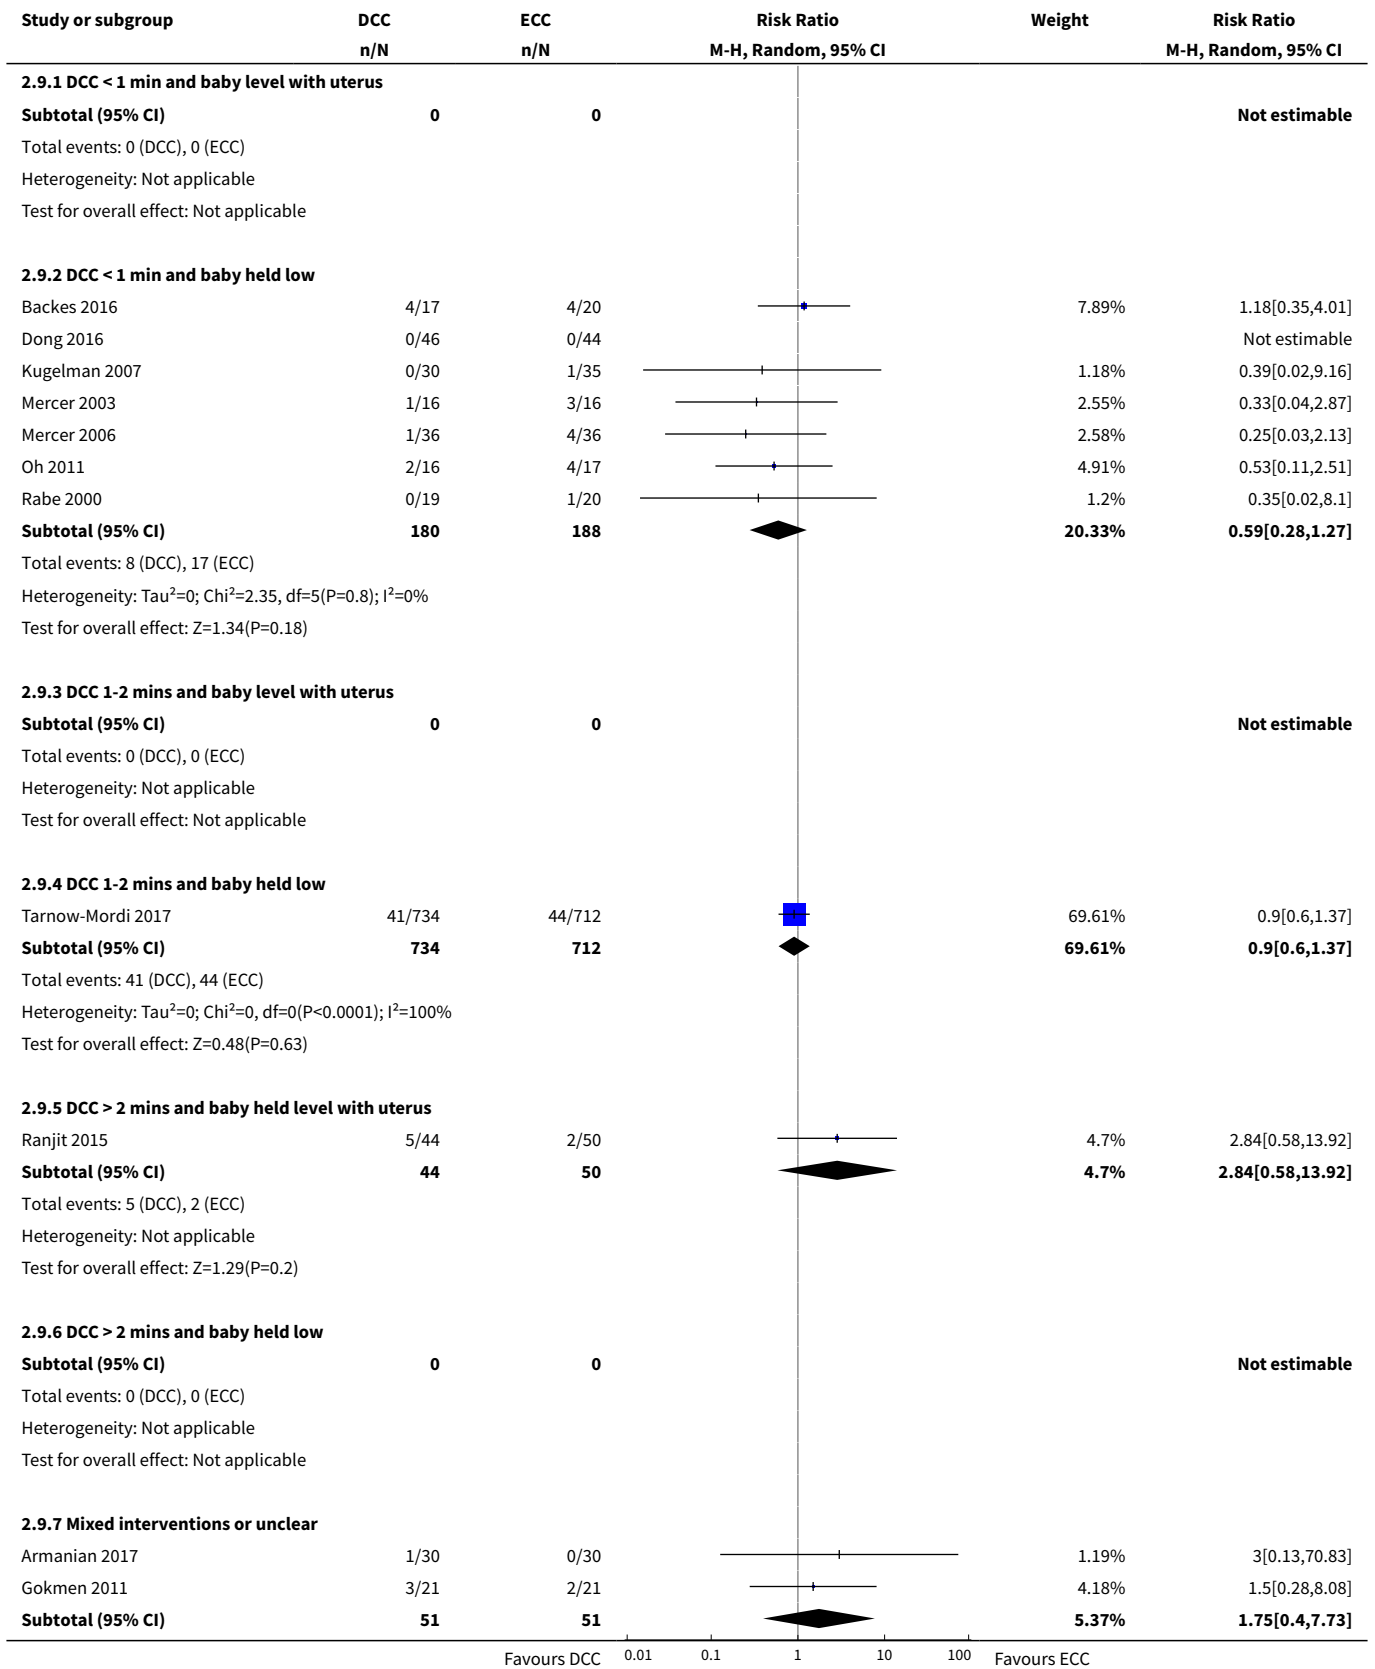 Study or subgroup DCC ECC Risk Ratio Weight Risk Ratio
n/N n/N M-H, Random, 95% CI M-H, Random, 95% CI
2.9.1 DCC < 1 min and baby level with uterus
Subtotal (95% CI) 0 0 Not estimable
Total events: 0 (DCC), 0 (ECC)
Heterogeneity: Not applicable
Test for overall effect: Not applicable
2.9.2 DCC < 1 min and baby held low
Backes 2016 4/17 4/20 7.89% 1.18[0.35,4.01]
Dong 2016 0/46 0/44 Not estimable
Kugelman 2007 0/30 1/35 1.18% 0.39[0.02,9.16]
Mercer 2003 1/16 3/16 2.55% 0.33[0.04,2.87]
Mercer 2006 1/36 4/36 2.58% 0.25[0.03,2.13]
Oh 2011 2/16 4/17 4.91% 0.53[0.11,2.51]
Rabe 2000 0/19 1/20 1.2% 0.35[0.02,8.1]
Subtotal (95% CI) 180 188 20.33% 0.59[0.28,1.27]
Total events: 8 (DCC), 17 (ECC)
Heterogeneity: Tau²=0; Chi²=2.35, df=5(P=0.8); I²=0%
Test for overall effect: Z=1.34(P=0.18)
2.9.3 DCC 1-2 mins and baby level with uterus
Subtotal (95% CI) 0 0 Not estimable
Total events: 0 (DCC), 0 (ECC)
Heterogeneity: Not applicable
Test for overall effect: Not applicable
2.9.4 DCC 1-2 mins and baby held low
Tarnow-Mordi 2017 41/734 44/712 69.61% 0.9[0.6,1.37]
Subtotal (95% CI) 734 712 69.61% 0.9[0.6,1.37]
Total events: 41 (DCC), 44 (ECC)
Heterogeneity: Tau²=0; Chi²=0, df=0(P<0.0001); I²=100%
Test for overall effect: Z=0.48(P=0.63)
2.9.5 DCC > 2 mins and baby held level with uterus
Ranjit 2015 5/44 2/50 4.7% 2.84[0.58,13.92]
Subtotal (95% CI) 44 50 4.7% 2.84[0.58,13.92]
Total events: 5 (DCC), 2 (ECC)
Heterogeneity: Not applicable
Test for overall effect: Z=1.29(P=0.2)
2.9.6 DCC > 2 mins and baby held low
Subtotal (95% CI) 0 0 Not estimable
Total events: 0 (DCC), 0 (ECC)
Heterogeneity: Not applicable
Test for overall effect: Not applicable
2.9.7 Mixed interventions or unclear
Armanian 2017 1/30 0/30 1.19% 3[0.13,70.83]
Gokmen 2011 3/21 2/21 4.18% 1.5[0.28,8.08]
Subtotal (95% CI) 51 51 5.37% 1.75[0.4,7.73]
Favours DCC 0.01 0.1 1 10 100 Favours ECC